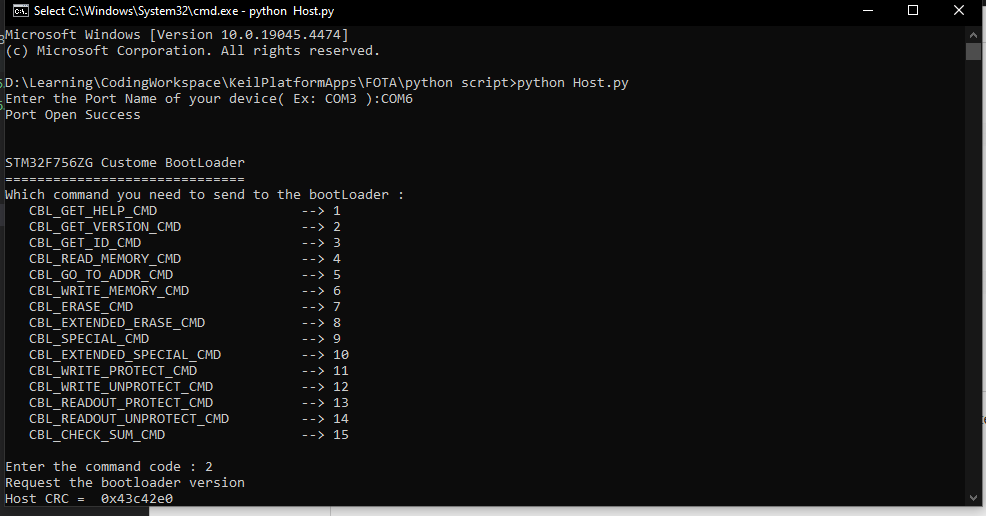 Select C:\Windows\System32\cmd.exe - python  Host.py
Microsoft Windows [Version 10.0.19045.4474]
(c) Microsoft Corporation. All rights reserved.
D:\Learning\CodingWorkspace\KeilPlatformApps\FOTA\python script>python Host.py
Enter the Port Name of your device( Ex: COM3 ):COM6
Port Open Success
STM32F756ZG Custome BootLoader
==============================
Which command you need to send to the bootLoader :
CBL_GET_HELP_CMD                  --> 1
CBL_GET_VERSION_CMD               --> 2
CBL_GET_ID_CMD                    --> 3
CBL_READ_MEMORY_CMD               --> 4
CBL_GO_TO_ADDR_CMD                --> 5
CBL_WRITE_MEMORY_CMD              --> 6
CBL_ERASE_CMD                     --> 7
CBL_EXTENDED_ERASE_CMD            --> 8
CBL_SPECIAL_CMD                   --> 9
CBL_EXTENDED_SPECIAL_CMD          --> 10
CBL_WRITE_PROTECT_CMD             --> 11
CBL_WRITE_UNPROTECT_CMD           --> 12
CBL_READOUT_PROTECT_CMD           --> 13
CBL_READOUT_UNPROTECT_CMD         --> 14
CBL_CHECK_SUM_CMD                 --> 15
Enter the command code : 2
Request the bootloader version
Host CRC =  0x43c42e0